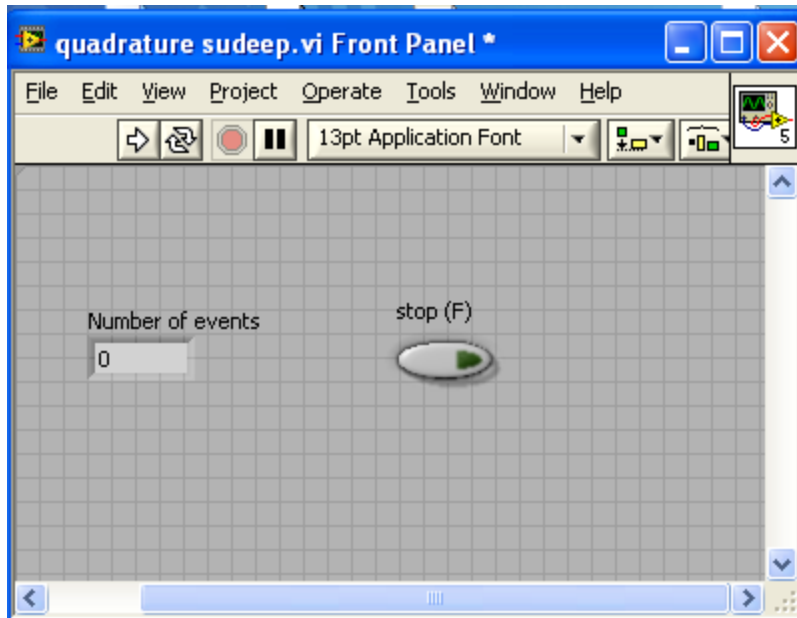 quadrature sudeep.vi Front Panel *
File Edit View Project Operate Tools Window Help
13pt Application Font
5
Number of events
stop (F)
0